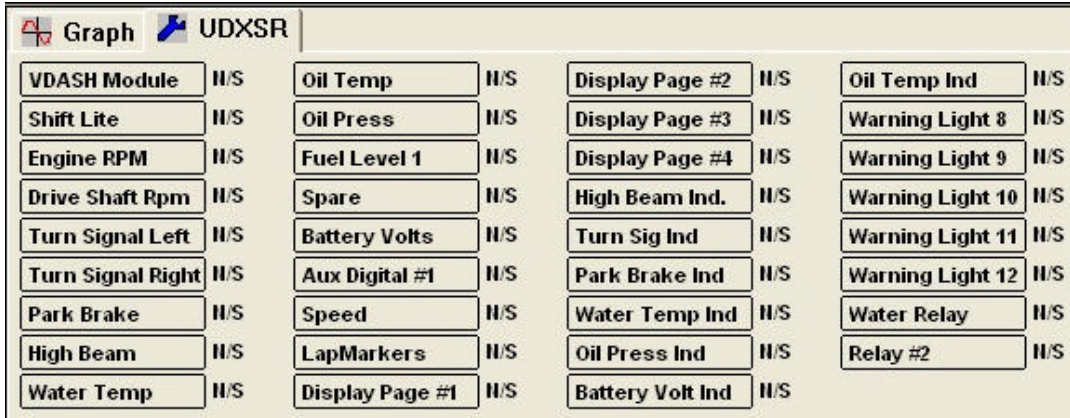 Graph UDXSR
VDASH Module N/S Oil Temp N/S Display Page #2 N/S Oil Temp Ind N/S
Shift Lite N/S Oil Press N/S Display Page #3 N/S Warning Light 8 N/S
Engine RPM N/S Fuel Level 1 N/S Display Page #4 N/S Warning Light 9 N/S
Drive Shaft Rpm N/S Spare N/S High Beam Ind. N/S Warning Light 10 N/S
Turn Signal Left N/S Battery Volts N/S Turn Sig Ind N/S Warning Light 11 N/S
Turn Signal Right N/S Aux Digital #1 N/S Park Brake Ind N/S Warning Light 12 N/S
Park Brake N/S Speed N/S Water Temp Ind N/S Water Relay N/S
High Beam N/S LapMarkers N/S Oil Press Ind N/S Relay #2 N/S
Water Temp N/S Display Page #1 N/S Battery Volt Ind N/S